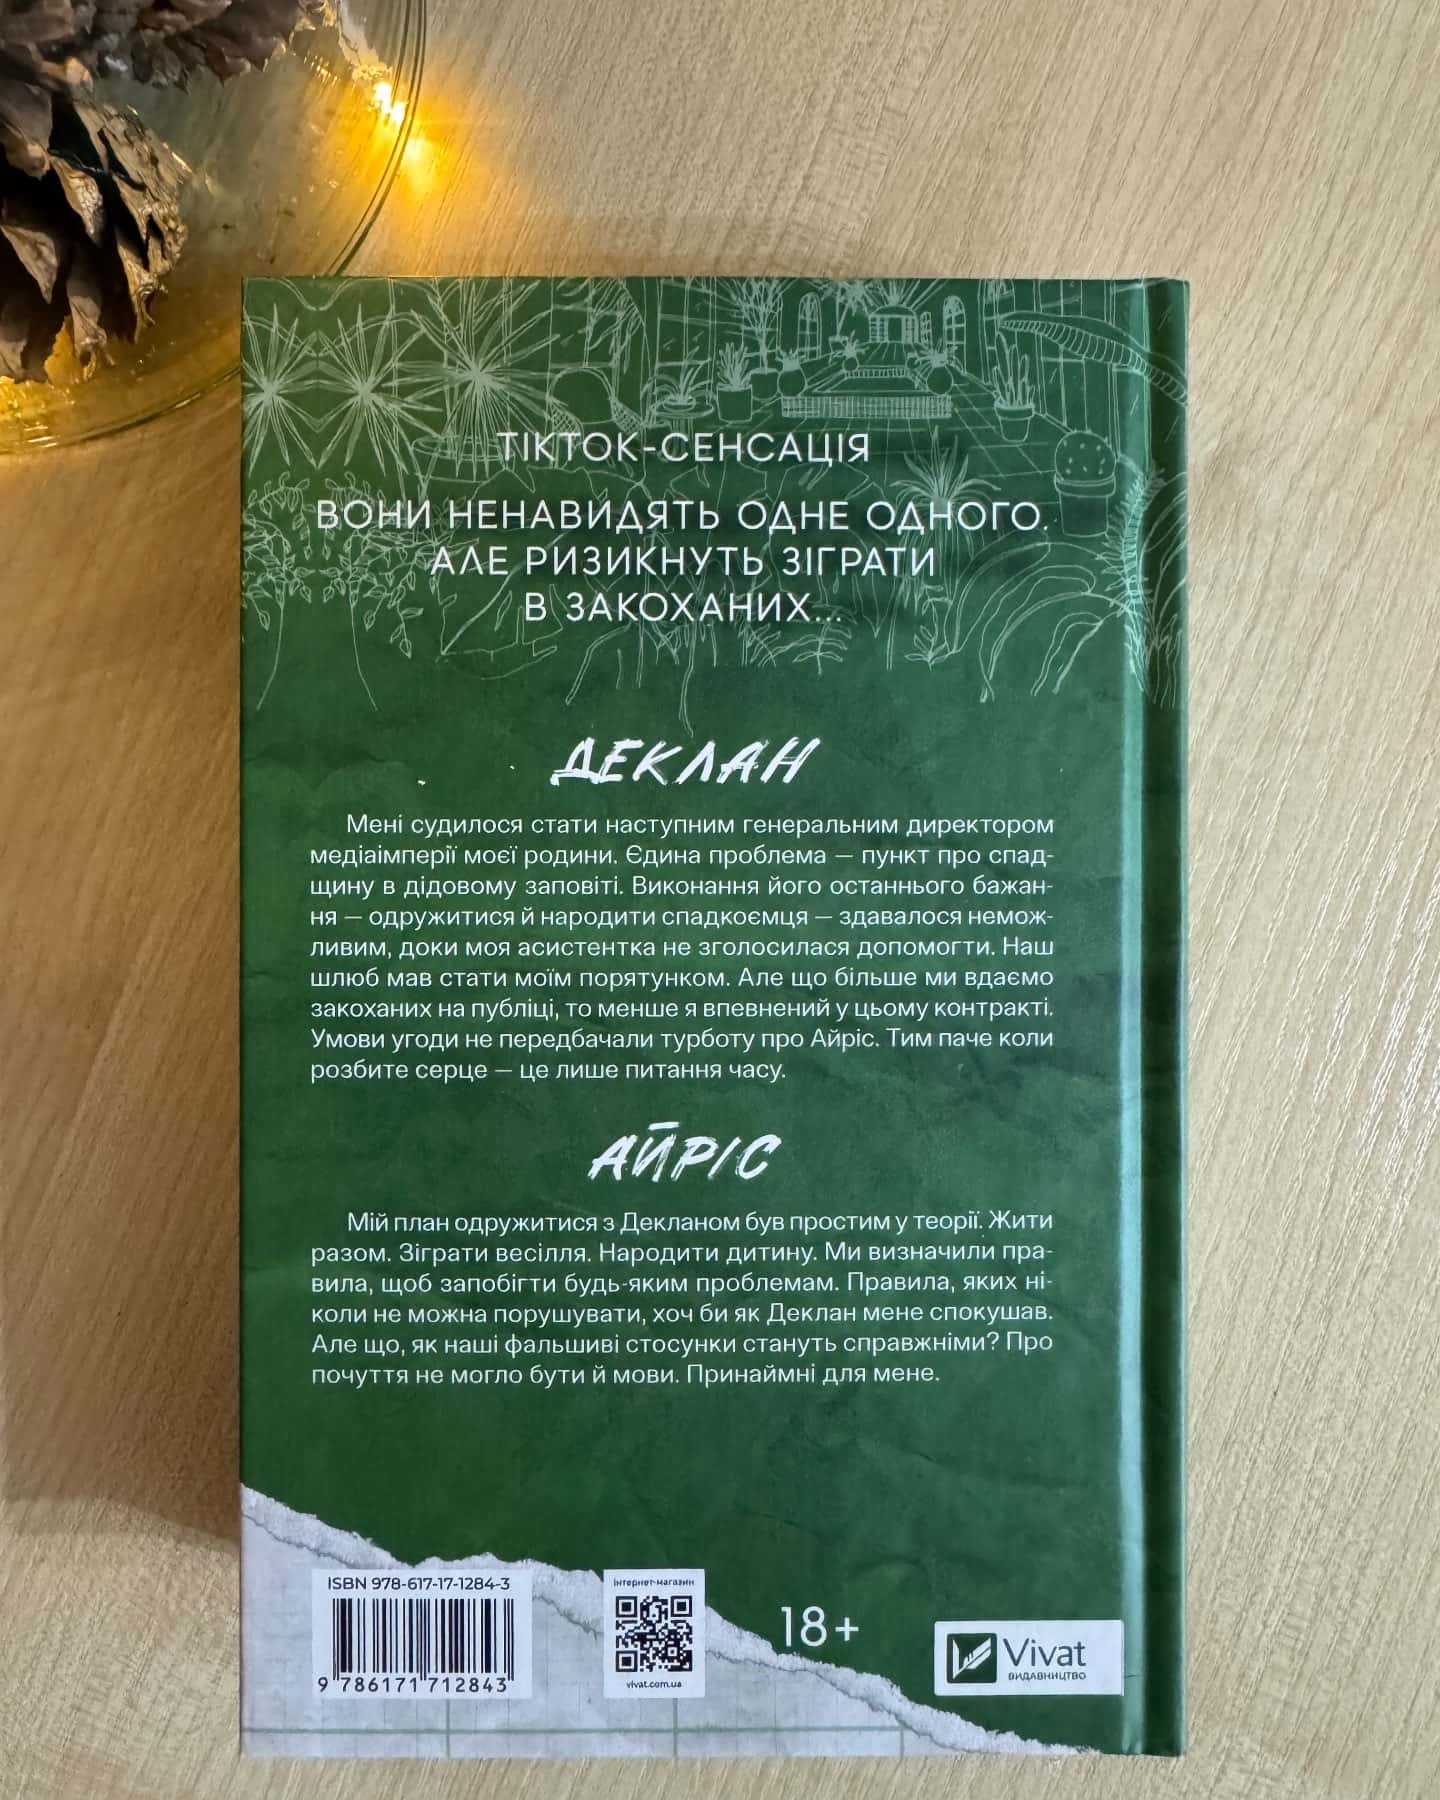 ТІКТОК-СЕНСАЦІЯ
ВОНИ НЕНАВИДЯТЬ ОДНЕ ОДНОГО.
АЛЕ РИЗИКНУТЬ ЗІГРАТИ
В ЗАКОХАНИХ...
ДЕКЛАН
Мені судилося стати наступним генеральним директором
медіаімперії моєї родини. Єдина проблема — пункт про спад-
щину в дідовому заповіті. Виконання його останнього бажан-
ня — одружитися й народити спадкоємця — здавалося немож-
ливим, доки моя асистентка не зголосилася допомогти. Наш
шлюб мав стати моїм порятунком. Але що більше ми вдаємо
закоханих на публіці, то менше я впевнений у цьому контракті.
Умови угоди не передбачали турботу про Айріс. Тим паче коли
розбите серце — це лише питання часу.
АЙРІС
Мій план одружитися з Декланом був простим у теорії. Жити
разом. Зіграти весілля. Народити дитину. Ми визначили пра-
вила, щоб запобігти будь-яким проблемам. Правила, яких ні-
коли не можна порушувати, хоч би як Деклан мене спокушав.
Але що, як наші фальшиві стосунки стануть справжніми? Про
почуття не могло бути й мови. Принаймні для мене.
ISBN 978-617-17-1284-3
9 786171 712843
інтернет-магазин
vivat.com.ua
18+
Vivat
ВИДАВНИЦТВО